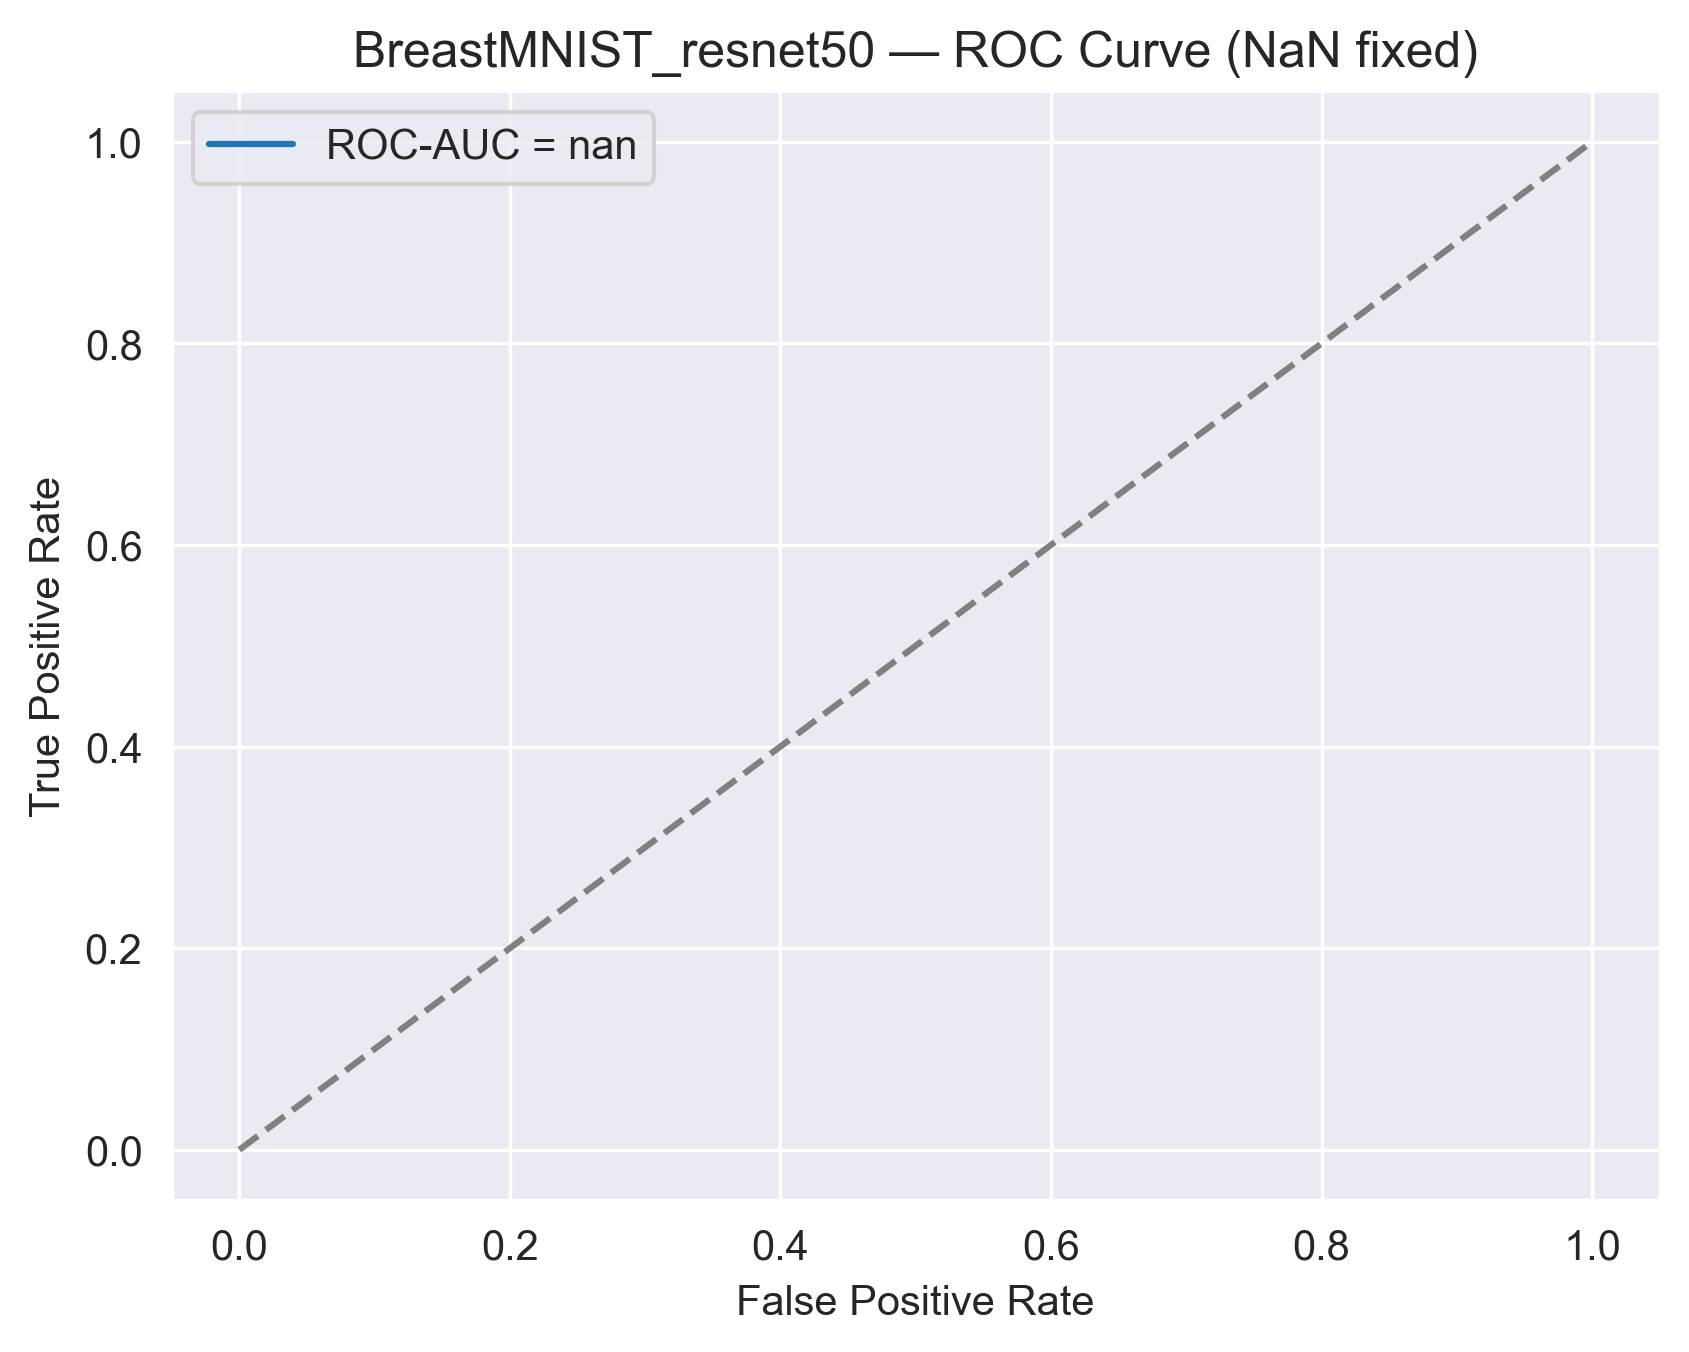 BreastMNIST_resnet50 — ROC Curve (NaN fixed)
ROC-AUC = nan
1.0
0.8
0.6
0.4
0.2
0.0
True Positive Rate
0.0 0.2 0.4 0.6 0.8 1.0
False Positive Rate